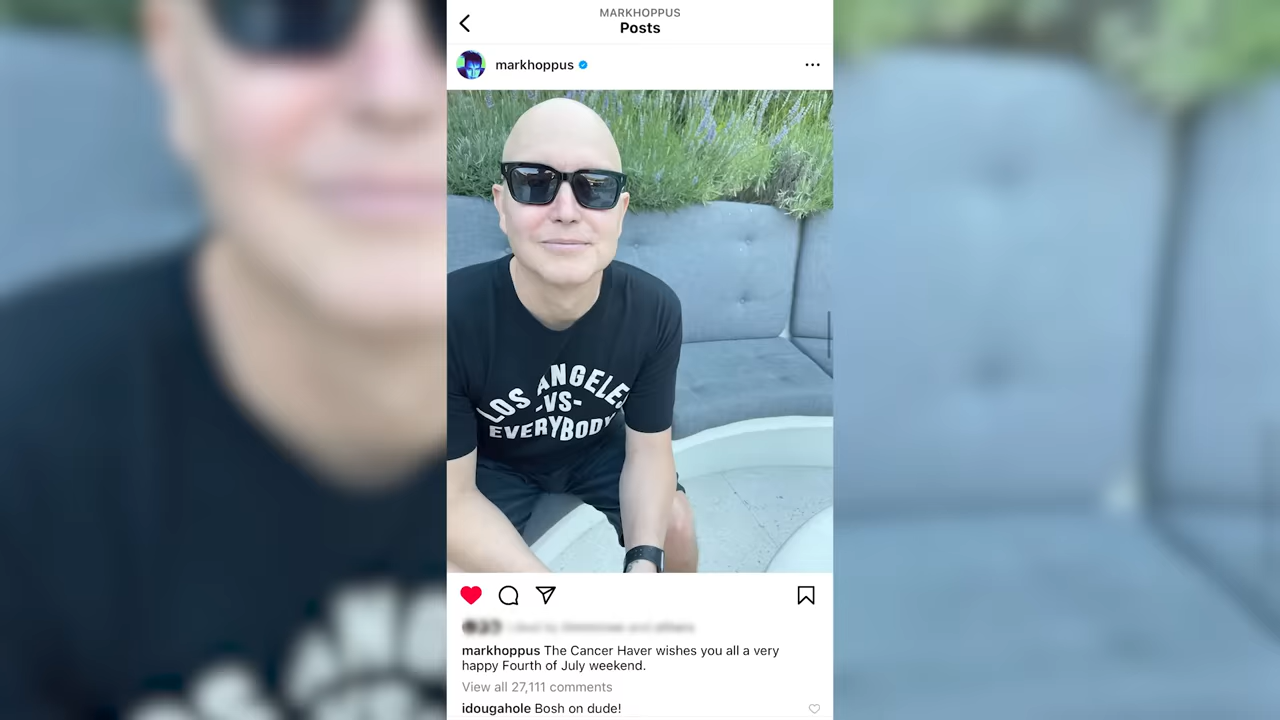 MARKHOPPUS
Posts
markhoppus
LOS ANGELES
-VS-
EVERYBODY
markhoppus The Cancer Haver wishes you all a very
happy Fourth of July weekend.
View all 27,111 comments
idougahole Bosh on dude!